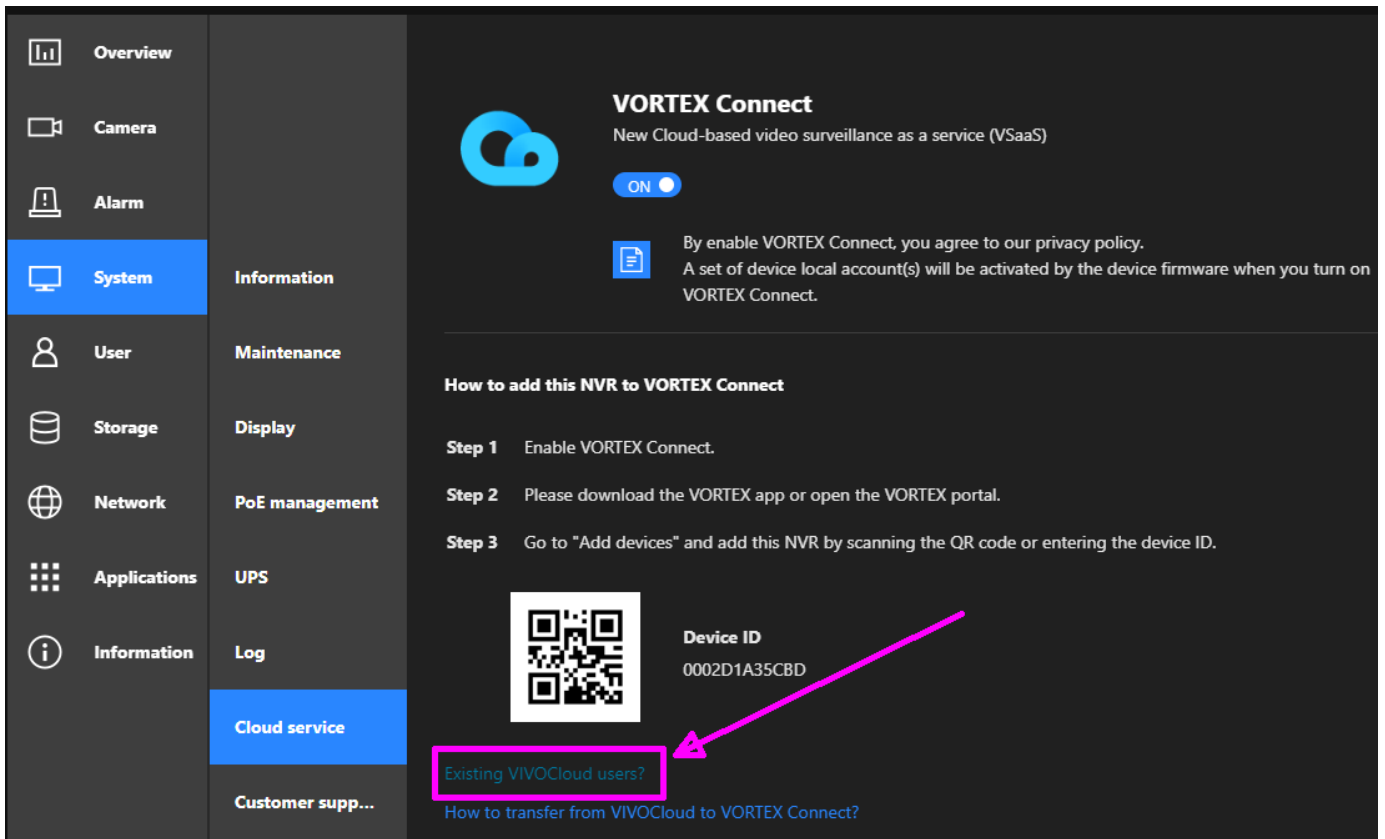 Overview
Camera
Alarm
System
User
Storage
Network
Applications
Information
Information
Maintenance
Display
PoE management
UPS
Log
Cloud service
Customer supp...
VORTEX Connect
New Cloud-based video surveillance as a service (VSaaS)
ON
By enable VORTEX Connect, you agree to our privacy policy.
A set of device local account(s) will be activated by the device firmware when you turn on
VORTEX Connect.
How to add this NVR to VORTEX Connect
Step 1 Enable VORTEX Connect.
Step 2 Please download the VORTEX app or open the VORTEX portal.
Step 3 Go to "Add devices" and add this NVR by scanning the QR code or entering the device ID.
Device ID
0002D1A35CBD
Existing VIVOCloud users?
How to transfer from VIVOCloud to VORTEX Connect?